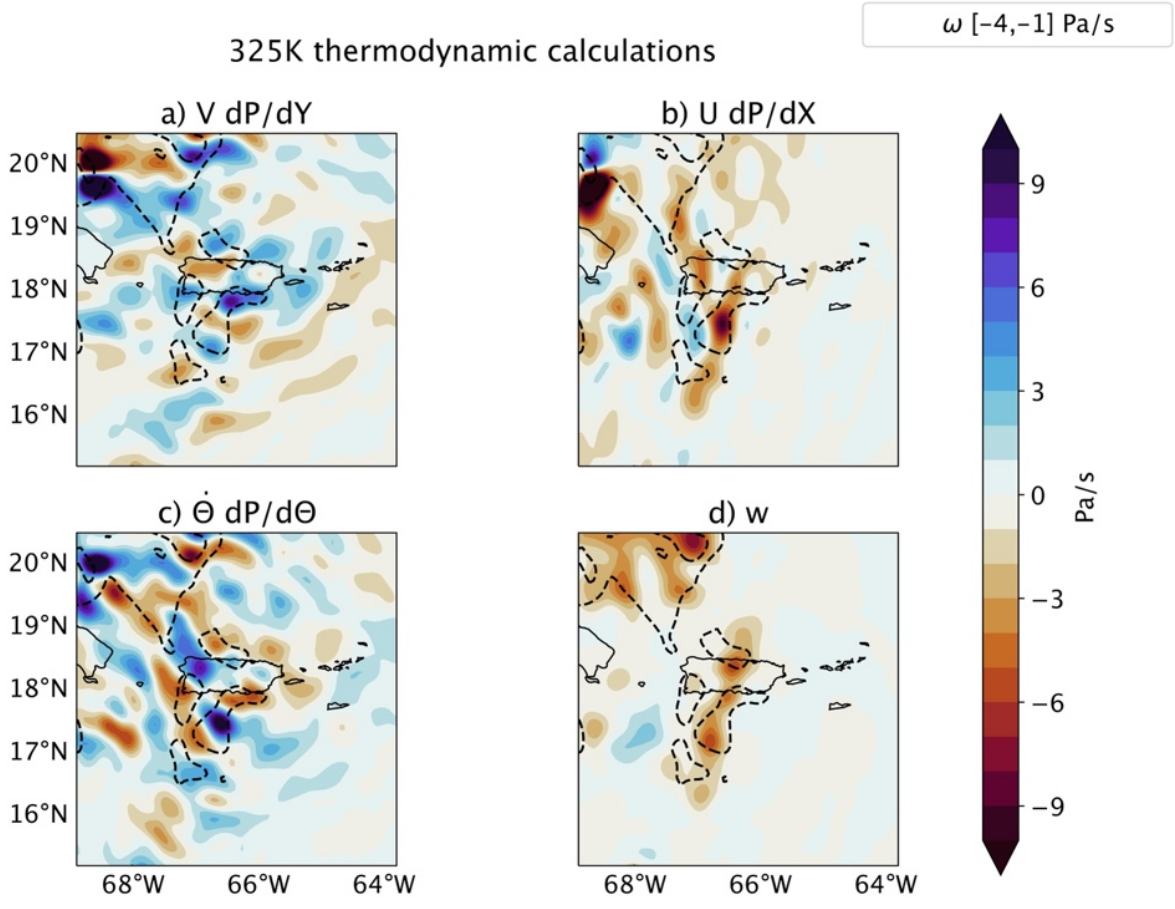 ω [−4,−1] Pa/s
325K thermodynamic calculations
a) V dP/dY
b) U dP/dX
20°N
19°N
18°N
17°N
16°N
c) Θ̇ dP/dΘ
d) w
20°N
19°N
18°N
17°N
16°N
68°W 66°W 64°W
68°W 66°W 64°W
9
6
3
0
−3
−6
−9
Pa/s